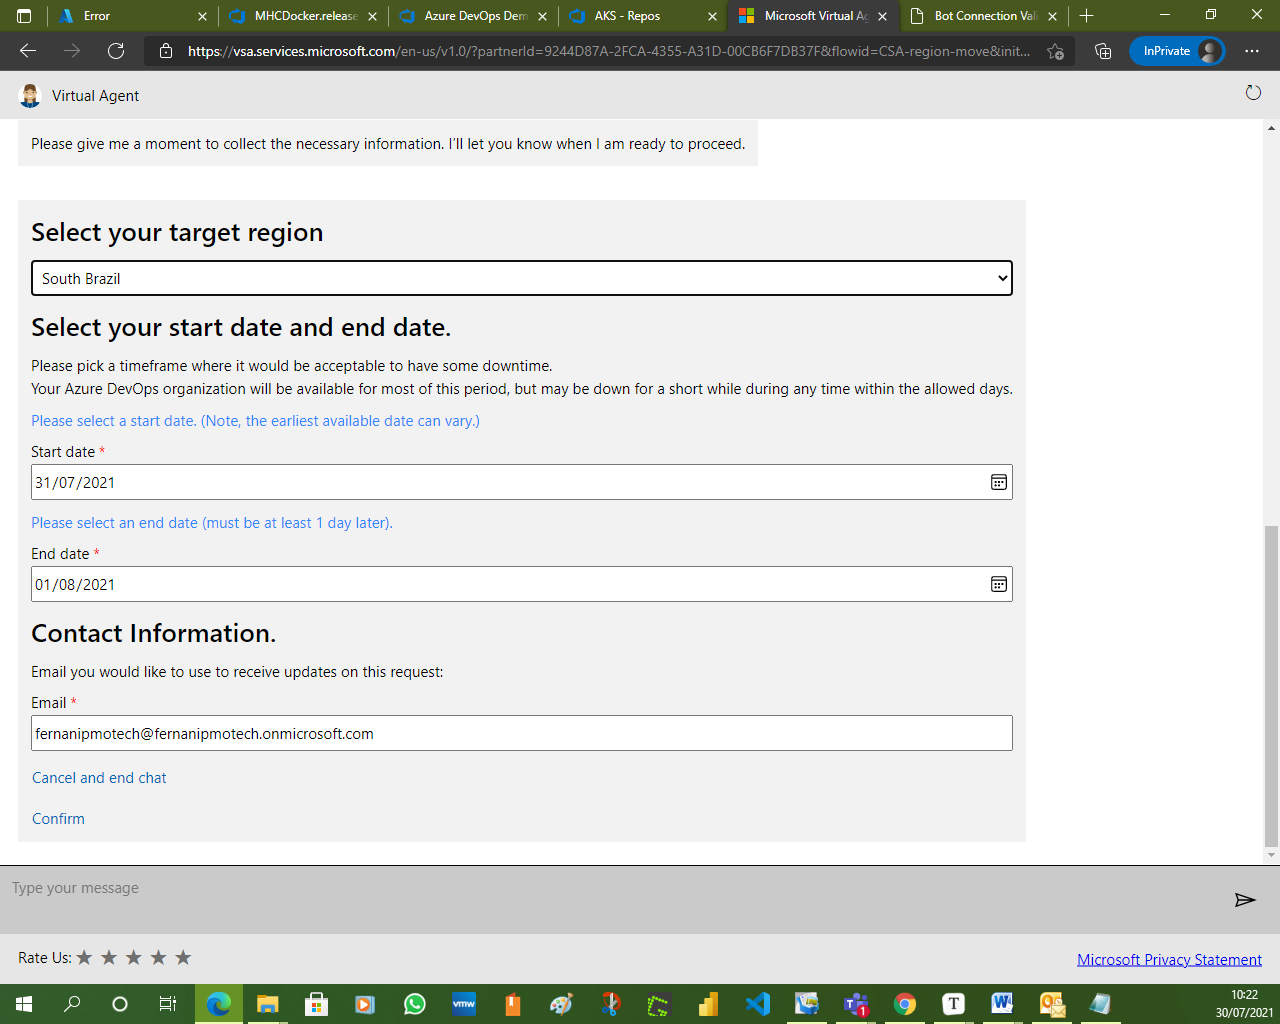 Error
MHCDocker.release
Azure DevOps Dem
AKS - Repos
Microsoft Virtual Ag
Bot Connection Vali
https://vsa.services.microsoft.com/en-us/v1.0/?partnerId=9244D87A-2FCA-4355-A31D-00CB6F7DB37F&flowid=CSA-region-move&init...
InPrivate
Virtual Agent
Please give me a moment to collect the necessary information. I'll let you know when I am ready to proceed.
Select your target region
South Brazil
Select your start date and end date.
Please pick a timeframe where it would be acceptable to have some downtime.
Your Azure DevOps organization will be available for most of this period, but may be down for a short while during any time within the allowed days.
Please select a start date. (Note, the earliest available date can vary.)
Start date *
31/07/2021
Please select an end date (must be at least 1 day later).
End date *
01/08/2021
Contact Information.
Email you would like to use to receive updates on this request:
Email *
fernanipmotech@fernanipmotech.onmicrosoft.com
Cancel and end chat
Confirm
Type your message
Rate Us:
Microsoft Privacy Statement
vmw
1
T
10:22
30/07/2021